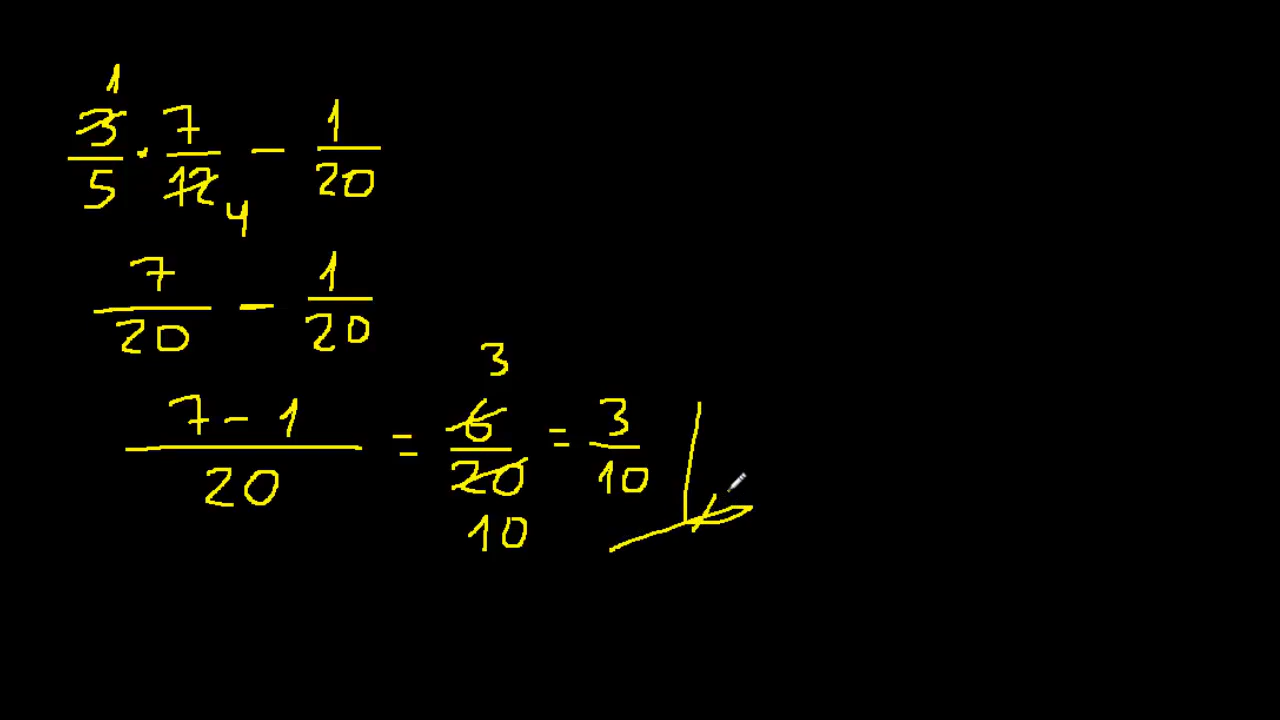 1
3/5 · 7/12 - 1/20
4
7/20 - 1/20
3
7 - 1/20 = 6/20 = 3/10
10